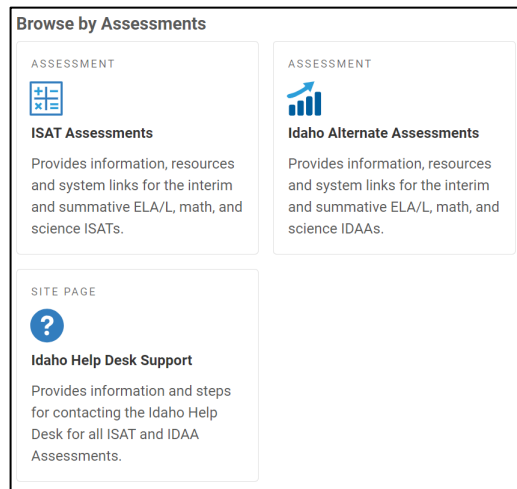 Browse by Assessments
ASSESSMENT
ISAT Assessments
Provides information, resources
and system links for the interim
and summative ELA/L, math, and
science ISATs.
ASSESSMENT
Idaho Alternate Assessments
Provides information, resources
and system links for the interim
and summative ELA/L, math, and
science IDAAs.
SITE PAGE
?
Idaho Help Desk Support
Provides information and steps
for contacting the Idaho Help
Desk for all ISAT and IDAA
Assessments.